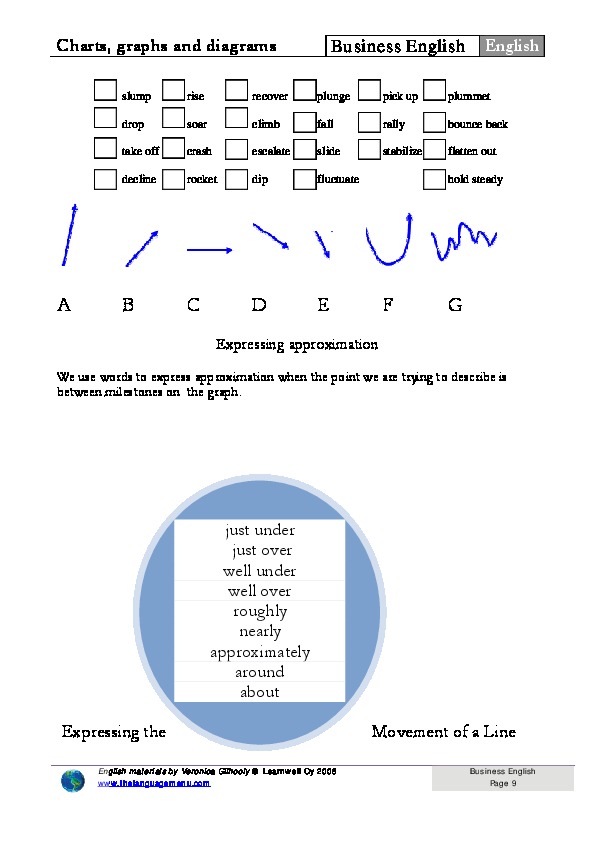 Charts, graphs and diagrams Business English English
slump rise recover plunge pick up plummet
drop soar climb fall rally bounce back
take off crash escalate slide stabilize flatten out
decline rocket dip fluctuate hold steady
A B C D E F G
Expressing approximation
We use words to express approximation when the point we are trying to describe is
between milestones on the graph.
just under
just over
well under
well over
roughly
nearly
approximately
around
about
Expressing the Movement of a Line
English materials by Veronica Gilhooly © Learnwell Oy 2006
www.thelanguagemenu.com
Business English
Page 9